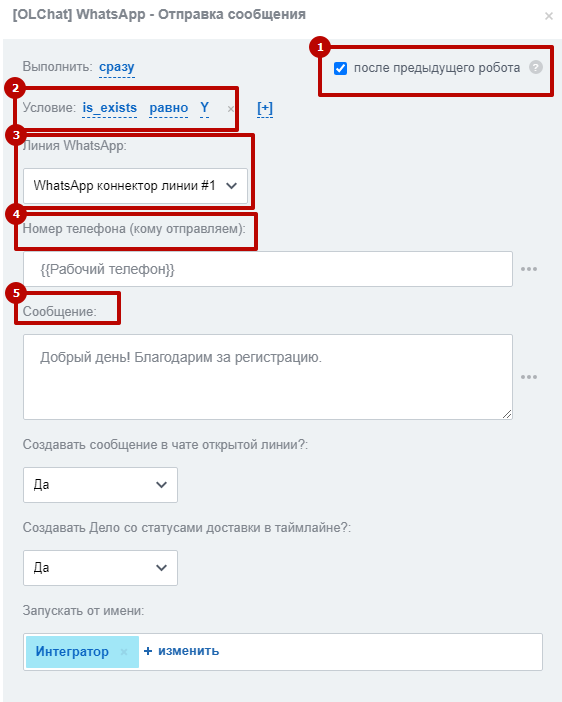 [OLChat] WhatsApp - Отправка сообщения ×
1
Выполнить: сразу
после предыдущего робота ?
2
Условие: is_exists равно Y × [+]
3
Линия WhatsApp:
WhatsApp коннектор линии #1
4
Номер телефона (кому отправляем):
{{Рабочий телефон}}
5
Сообщение:
Добрый день! Благодарим за регистрацию.
Создавать сообщение в чате открытой линии?:
Да
Создавать Дело со статусами доставки в таймлайне?:
Да
Запускать от имени:
Интегратор × + изменить